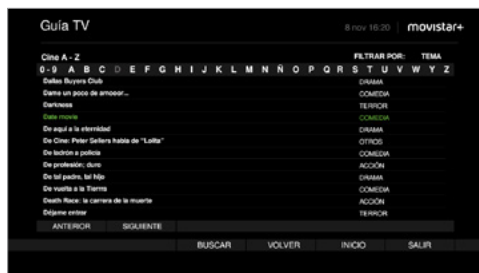 Guía TV 8 nov 16:20 movistar+
Cine A - Z FILTRAR POR: TEMA
0-9 A B C D E F G H I J K L M N Ñ O P Q R S T U V W Y Z
Dallas Buyers Club DRAMA
Dame un poco de amooor... COMEDIA
Darkness TERROR
Data movie COMEDIA
De aquí a la eternidad DRAMA
De Cine: Peter Sellers habla de "Lolita" OTROS
De ladrón a policía COMEDIA
De profesión: duro ACCIÓN
De tal padre, tal hijo DRAMA
De vuelta a la Tierra COMEDIA
Death Race: la carrera de la muerte ACCIÓN
Déjame entrar TERROR
ANTERIOR SIGUIENTE
BUSCAR VOLVER INICIO SALIR